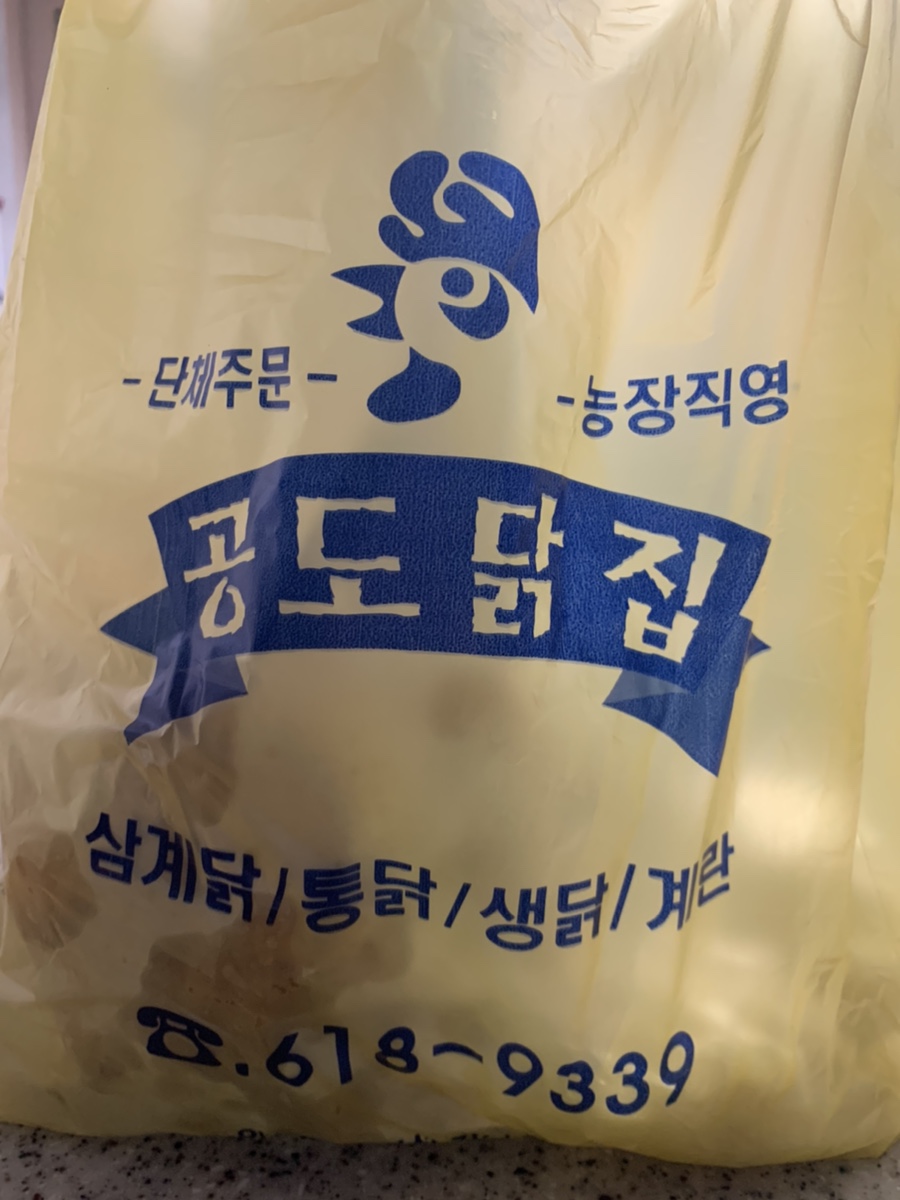 -단체주문-
-농장직영
공도 닭집
삼계닭/통닭/생닭/계란
☎.618-9339